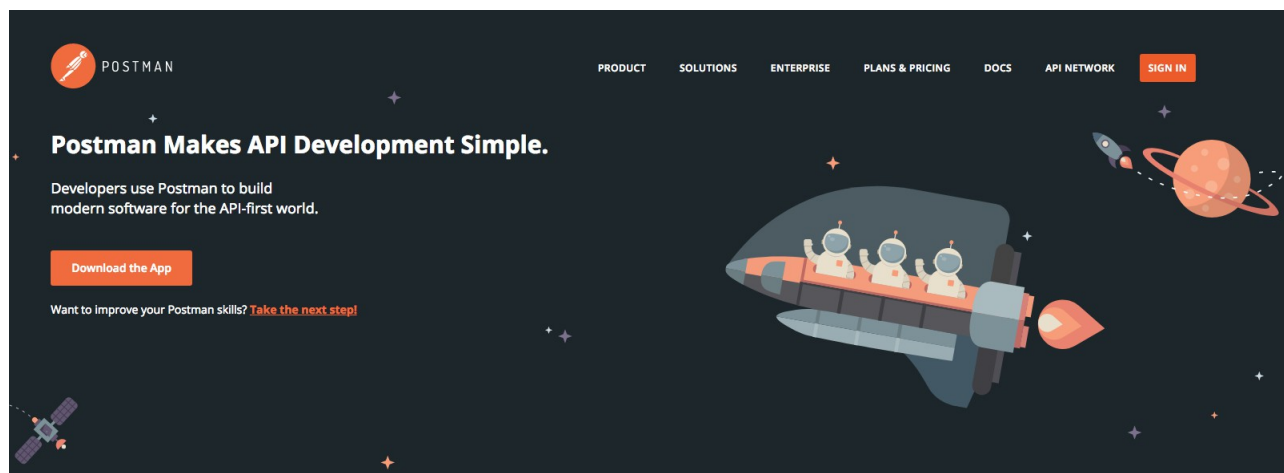 POSTMAN
PRODUCT SOLUTIONS ENTERPRISE PLANS & PRICING DOCS API NETWORK SIGN IN
Postman Makes API Development Simple.
Developers use Postman to build
modern software for the API-first world.
Download the App
Want to improve your Postman skills? Take the next step!